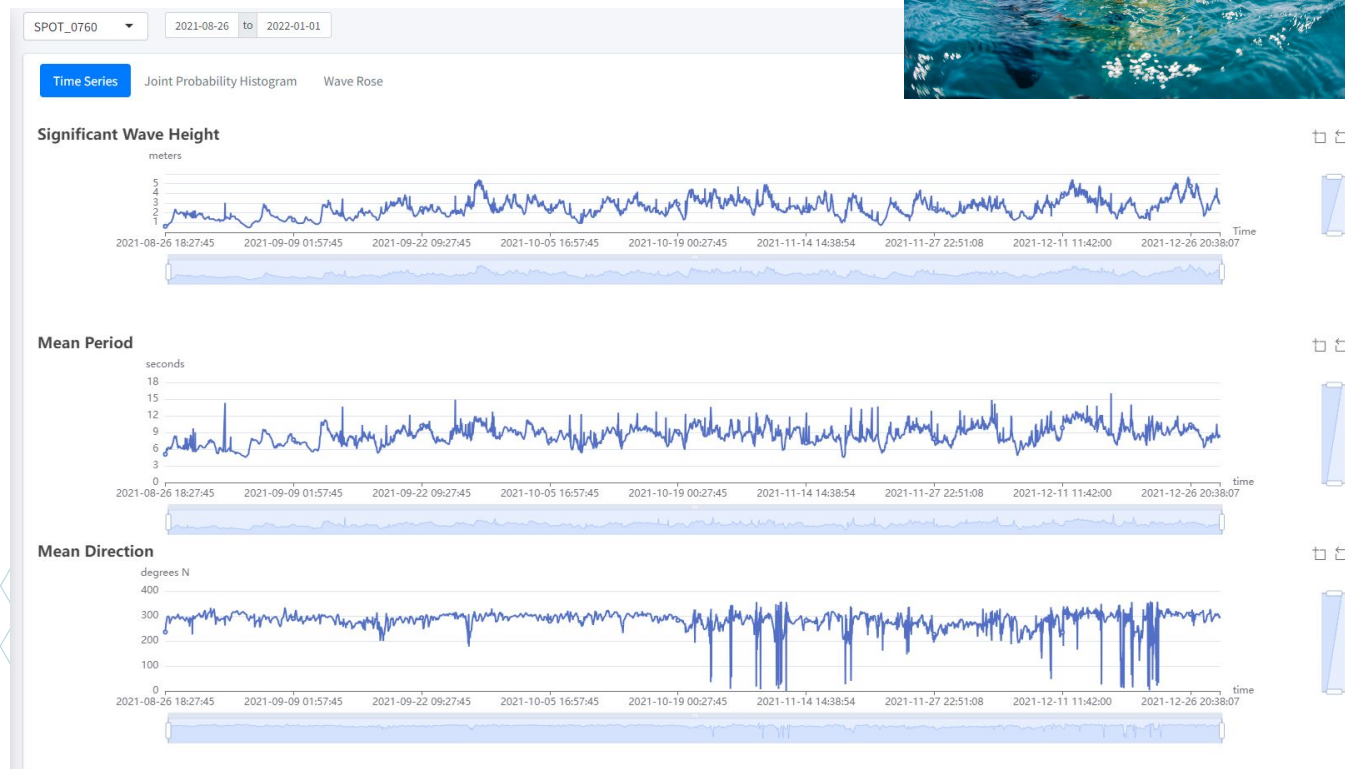 SPOT_0760 2021-08-26 to 2022-01-01
Time Series Joint Probability Histogram Wave Rose
Significant Wave Height
meters
5
4
3
2
1
Time
2021-08-26 18:27:45 2021-09-09 01:57:45 2021-09-22 09:27:45 2021-10-05 16:57:45 2021-10-19 00:27:45 2021-11-14 14:38:54 2021-11-27 22:51:08 2021-12-11 11:42:00 2021-12-26 20:38:07
Mean Period
seconds
18
15
12
9
6
3
0 time
2021-08-26 18:27:45 2021-09-09 01:57:45 2021-09-22 09:27:45 2021-10-05 16:57:45 2021-10-19 00:27:45 2021-11-14 14:38:54 2021-11-27 22:51:08 2021-12-11 11:42:00 2021-12-26 20:38:07
Mean Direction
degrees N
400
300
200
100
0 time
2021-08-26 18:27:45 2021-09-09 01:57:45 2021-09-22 09:27:45 2021-10-05 16:57:45 2021-10-19 00:27:45 2021-11-14 14:38:54 2021-11-27 22:51:08 2021-12-11 11:42:00 2021-12-26 20:38:07